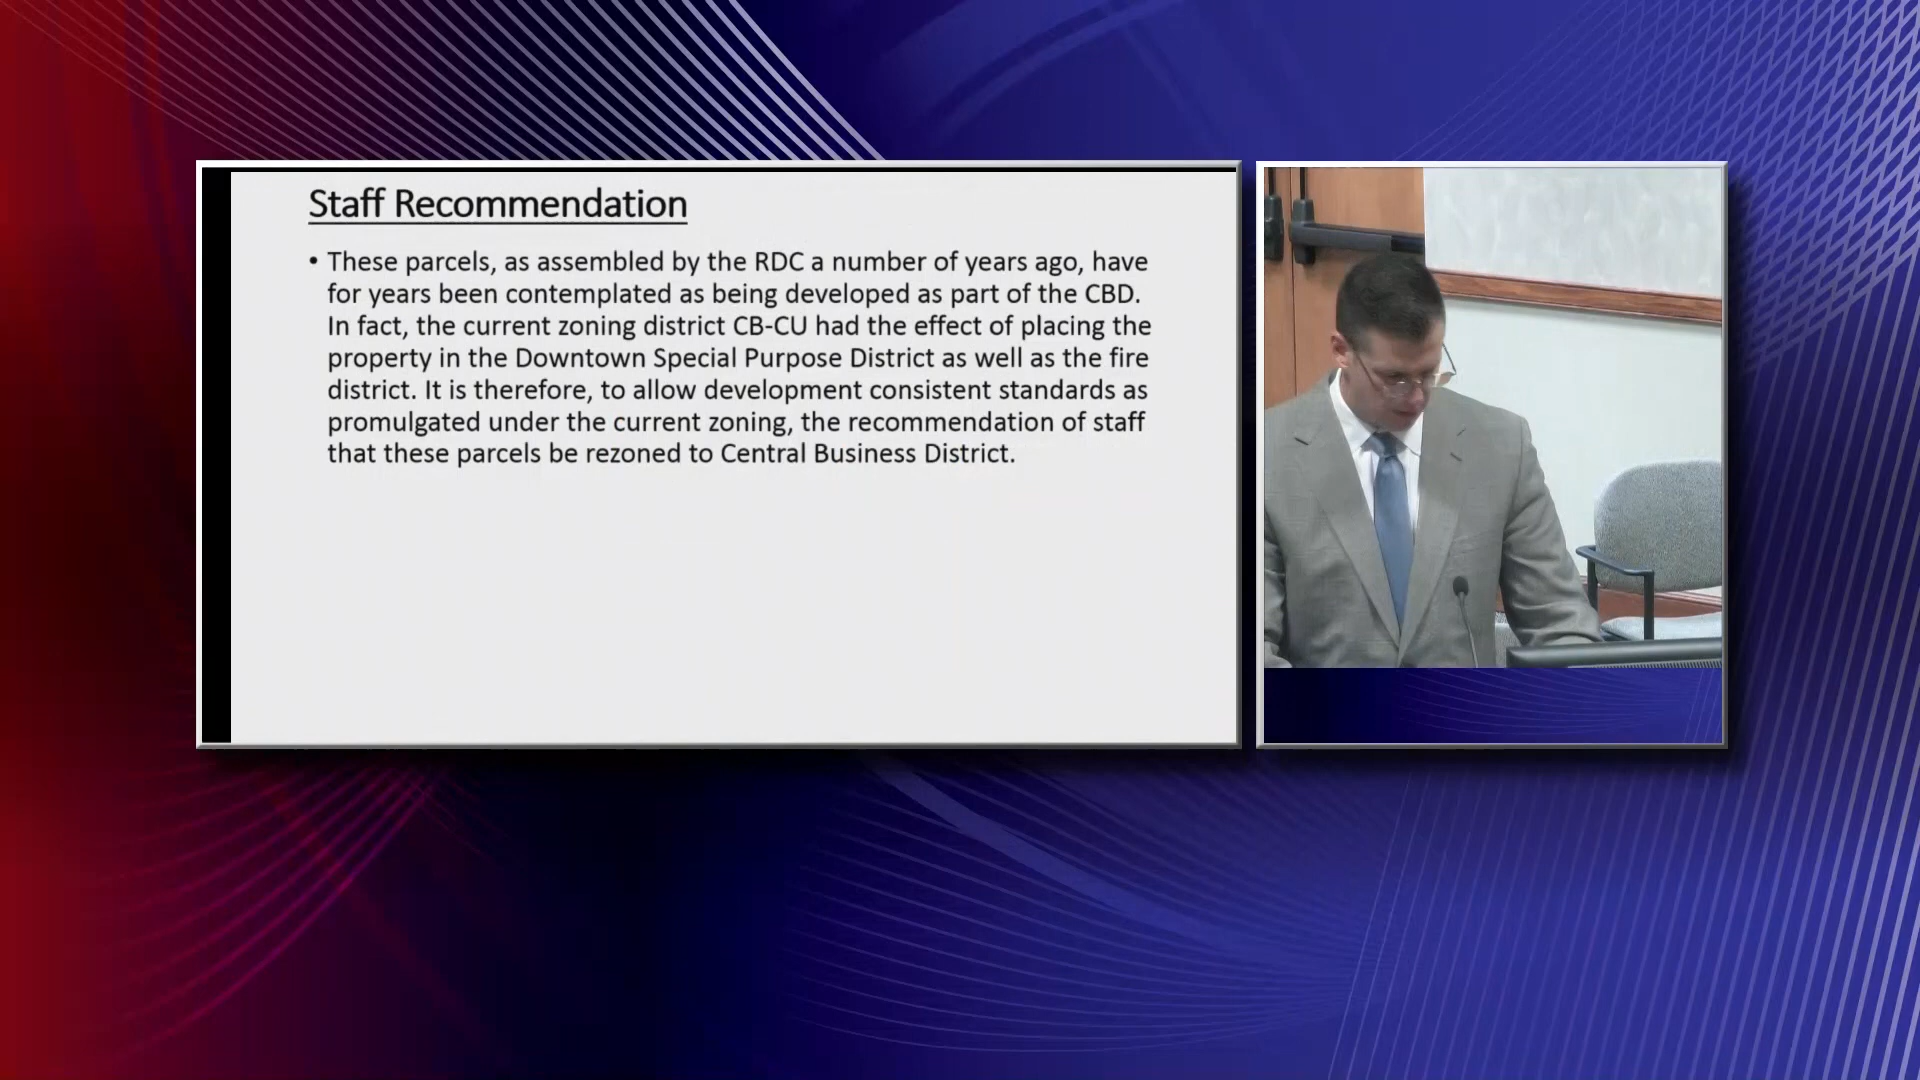 Staff Recommendation
• These parcels, as assembled by the RDC a number of years ago, have
for years been contemplated as being developed as part of the CBD.
In fact, the current zoning district CB-CU had the effect of placing the
property in the Downtown Special Purpose District as well as the fire
district. It is therefore, to allow development consistent standards as
promulgated under the current zoning, the recommendation of staff
that these parcels be rezoned to Central Business District.